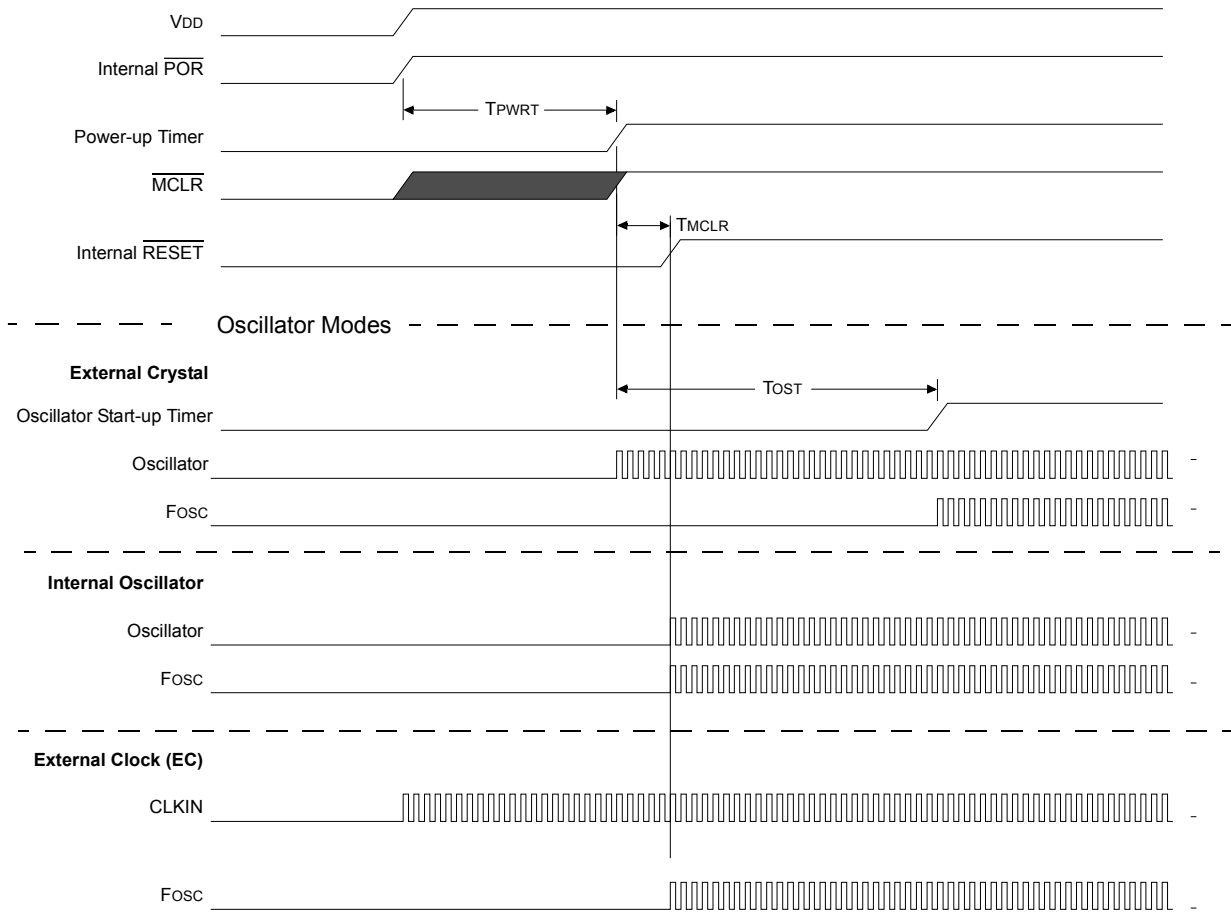 VDD
Internal POR
TPWRT
Power-up Timer
MCLR
TMCLR
Internal RESET
Oscillator Modes
External Crystal
TOST
Oscillator Start-up Timer
Oscillator
FOSC
Internal Oscillator
Oscillator
FOSC
External Clock (EC)
CLKIN
FOSC